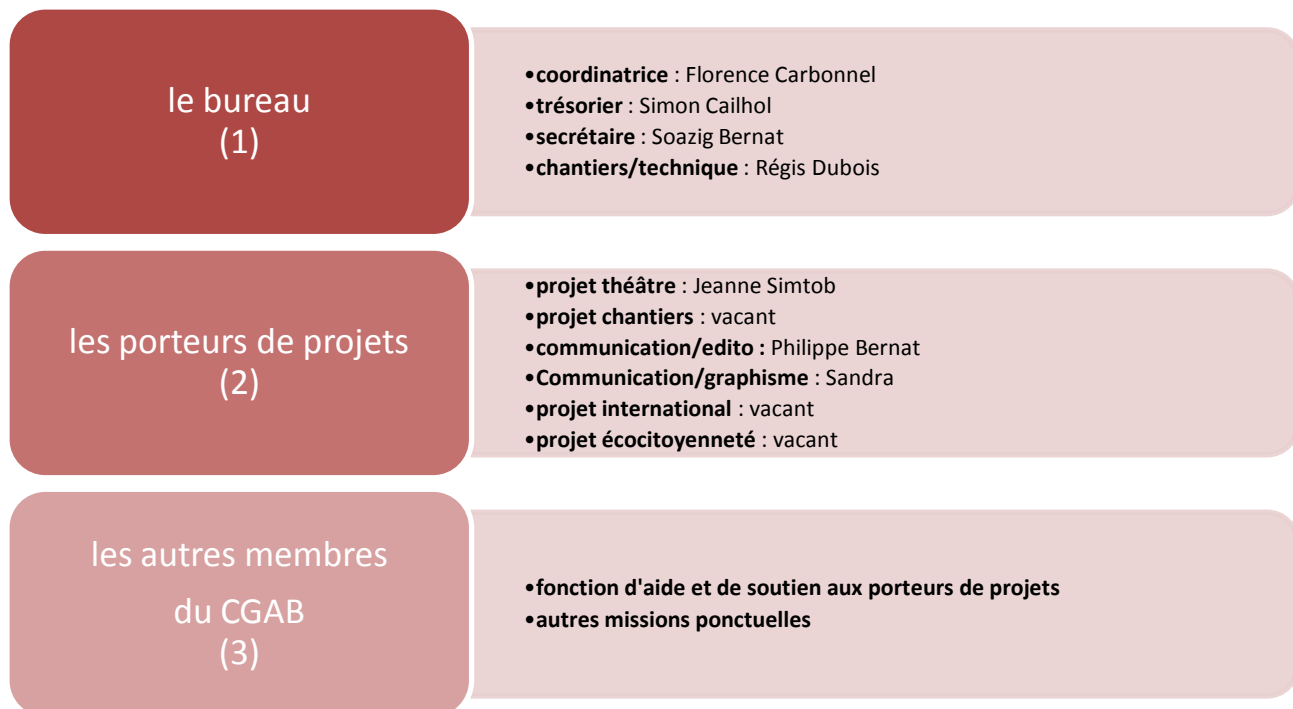 le bureau
(1)
•coordinatrice : Florence Carbonnel
•trésorier : Simon Cailhol
•secrétaire : Soazig Bernat
•chantiers/technique : Régis Dubois
les porteurs de projets
(2)
•projet théâtre : Jeanne Simtob
•projet chantiers : vacant
•communication/edito : Philippe Bernat
•Communication/graphisme : Sandra
•projet international : vacant
•projet écocitoyenneté : vacant
les autres membres
du CGAB
(3)
•fonction d'aide et de soutien aux porteurs de projets
•autres missions ponctuelles